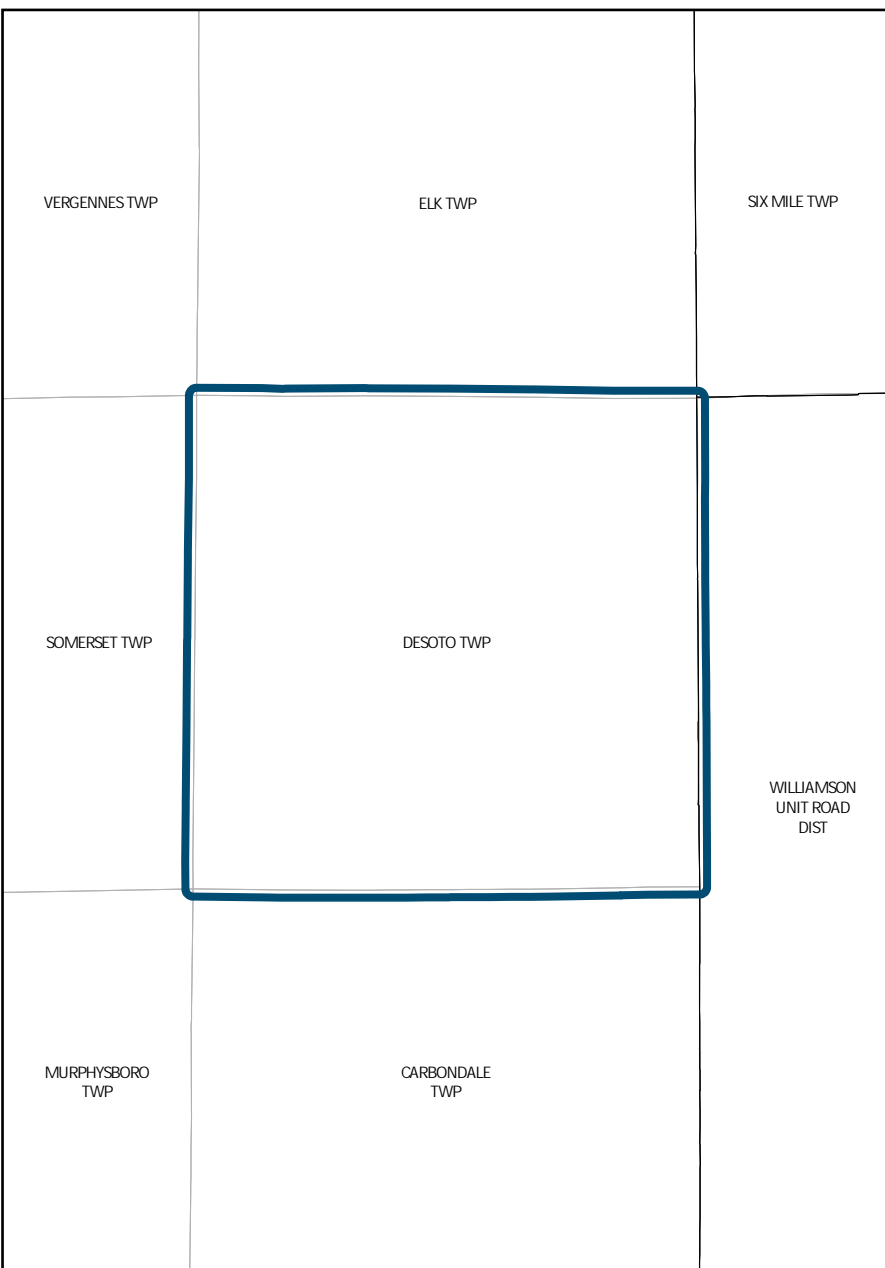 VERGENNES TWP
ELK TWP
SIX MILE TWP
SOMERSET TWP
DESOTO TWP
WILLIAMSON
UNIT ROAD
DIST
MURPHYSBORO
TWP
CARBONDALE
TWP